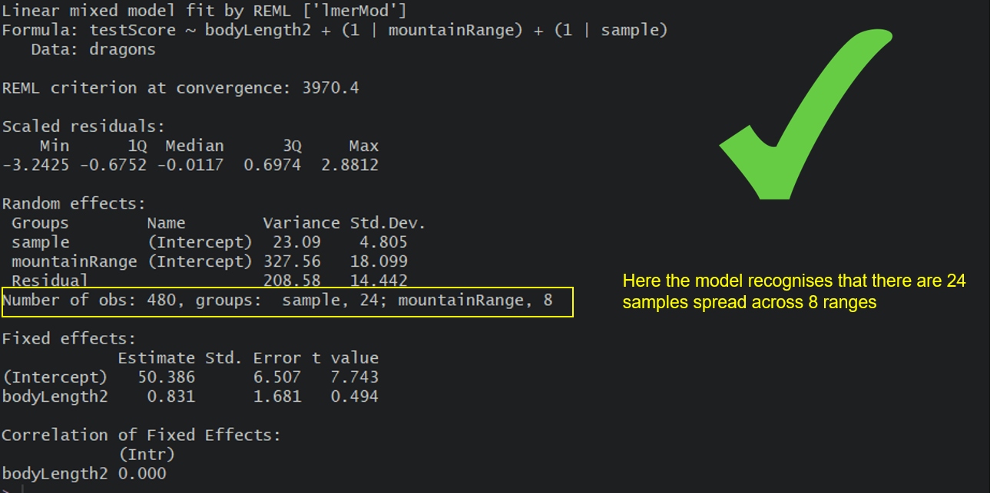 Linear mixed model fit by REML ['lmerMod']
Formula: testScore ~ bodyLength2 + (1 | mountainRange) + (1 | sample)
   Data: dragons

REML criterion at convergence: 3970.4

Scaled residuals:
    Min      1Q  Median      3Q     Max
-3.2425 -0.6752 -0.0117  0.6974  2.8812

Random effects:
 Groups        Name        Variance Std.Dev.
 sample        (Intercept)  23.09    4.805
 mountainRange (Intercept) 327.56   18.099
 Residual                  208.58   14.442
Number of obs: 480, groups:  sample, 24; mountainRange, 8
Here the model recognises that there are 24
samples spread across 8 ranges

Fixed effects:
            Estimate Std. Error t value
(Intercept)   50.386      6.507   7.743
bodyLength2    0.831      1.681   0.494

Correlation of Fixed Effects:
            (Intr)
bodyLength2 0.000
>